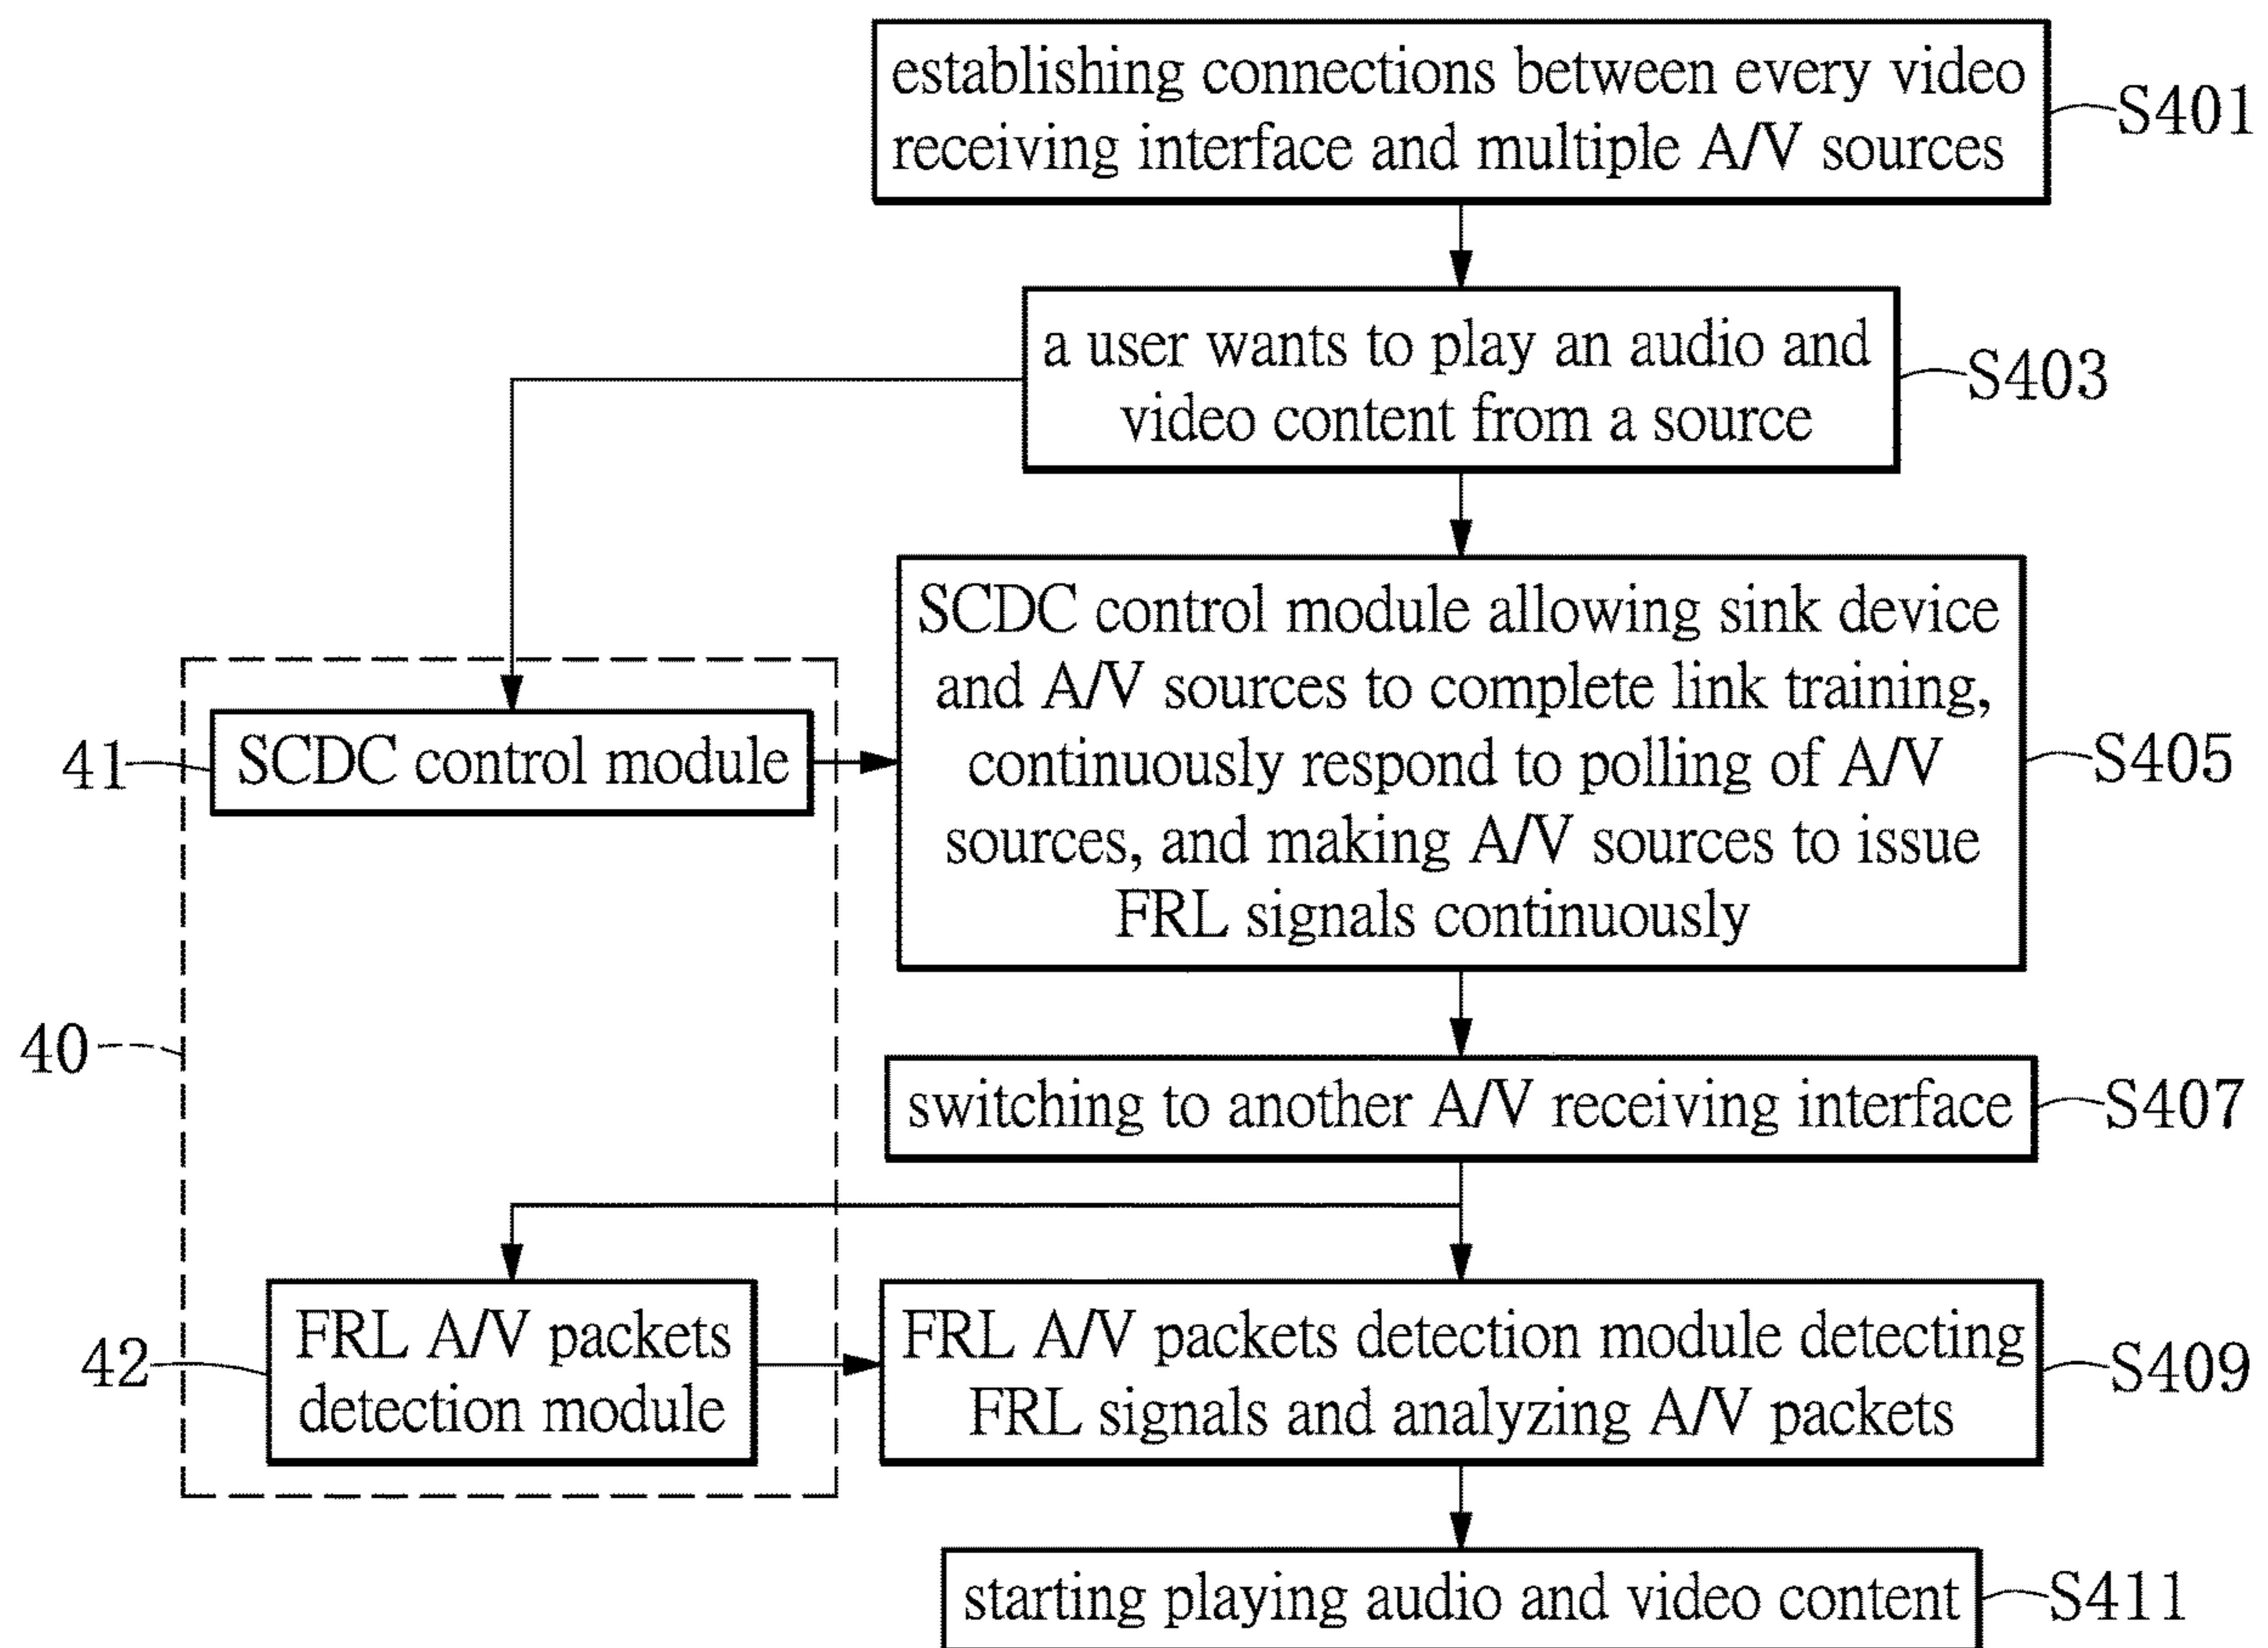 establishing connections between every video
receiving interface and multiple A/V sources
S401
a user wants to play an audio and
video content from a source
S403
SCDC control module allowing sink device
and A/V sources to complete link training,
continuously respond to polling of A/V
sources, and making A/V sources to issue
FRL signals continuously
S405
41
SCDC control module
40
switching to another A/V receiving interface
S407
42
FRL A/V packets
detection module
FRL A/V packets detection module detecting
FRL signals and analyzing A/V packets
S409
starting playing audio and video content
S411